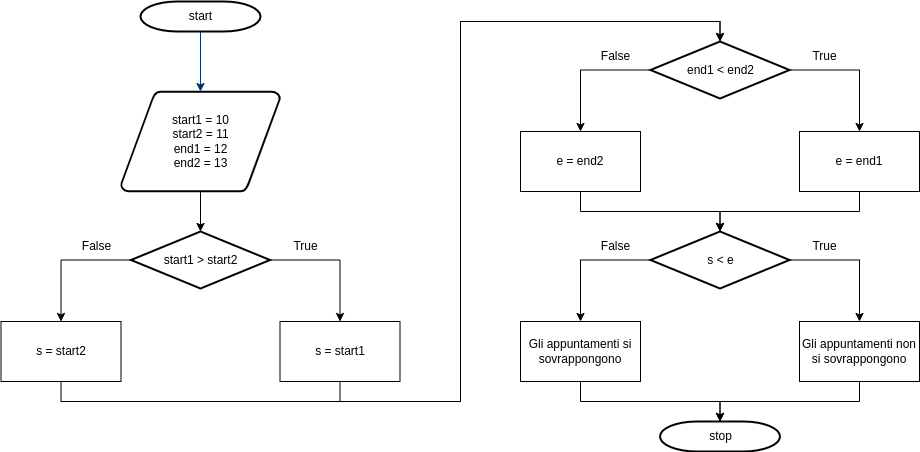 start
start1 = 10
start2 = 11
end1 = 12
end2 = 13
False
True
start1 > start2
s = start2
s = start1
False
True
end1 < end2
e = end2
e = end1
False
True
s < e
Gli appuntamenti si
sovrappongono
Gli appuntamenti non
si sovrappongono
stop